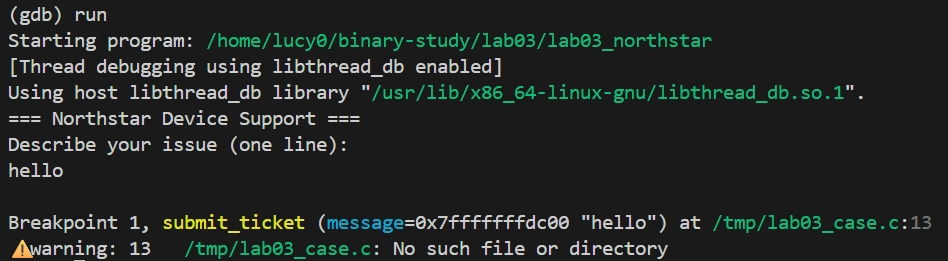 (gdb) run
Starting program: /home/lucy0/binary-study/lab03/lab03_northstar
[Thread debugging using libthread_db enabled]
Using host libthread_db library "/usr/lib/x86_64-linux-gnu/libthread_db.so.1".
=== Northstar Device Support ===
Describe your issue (one line):
hello
Breakpoint 1, submit_ticket (message=0x7fffffffdc00 "hello") at /tmp/lab03_case.c:13
⚠️warning: 13   /tmp/lab03_case.c: No such file or directory